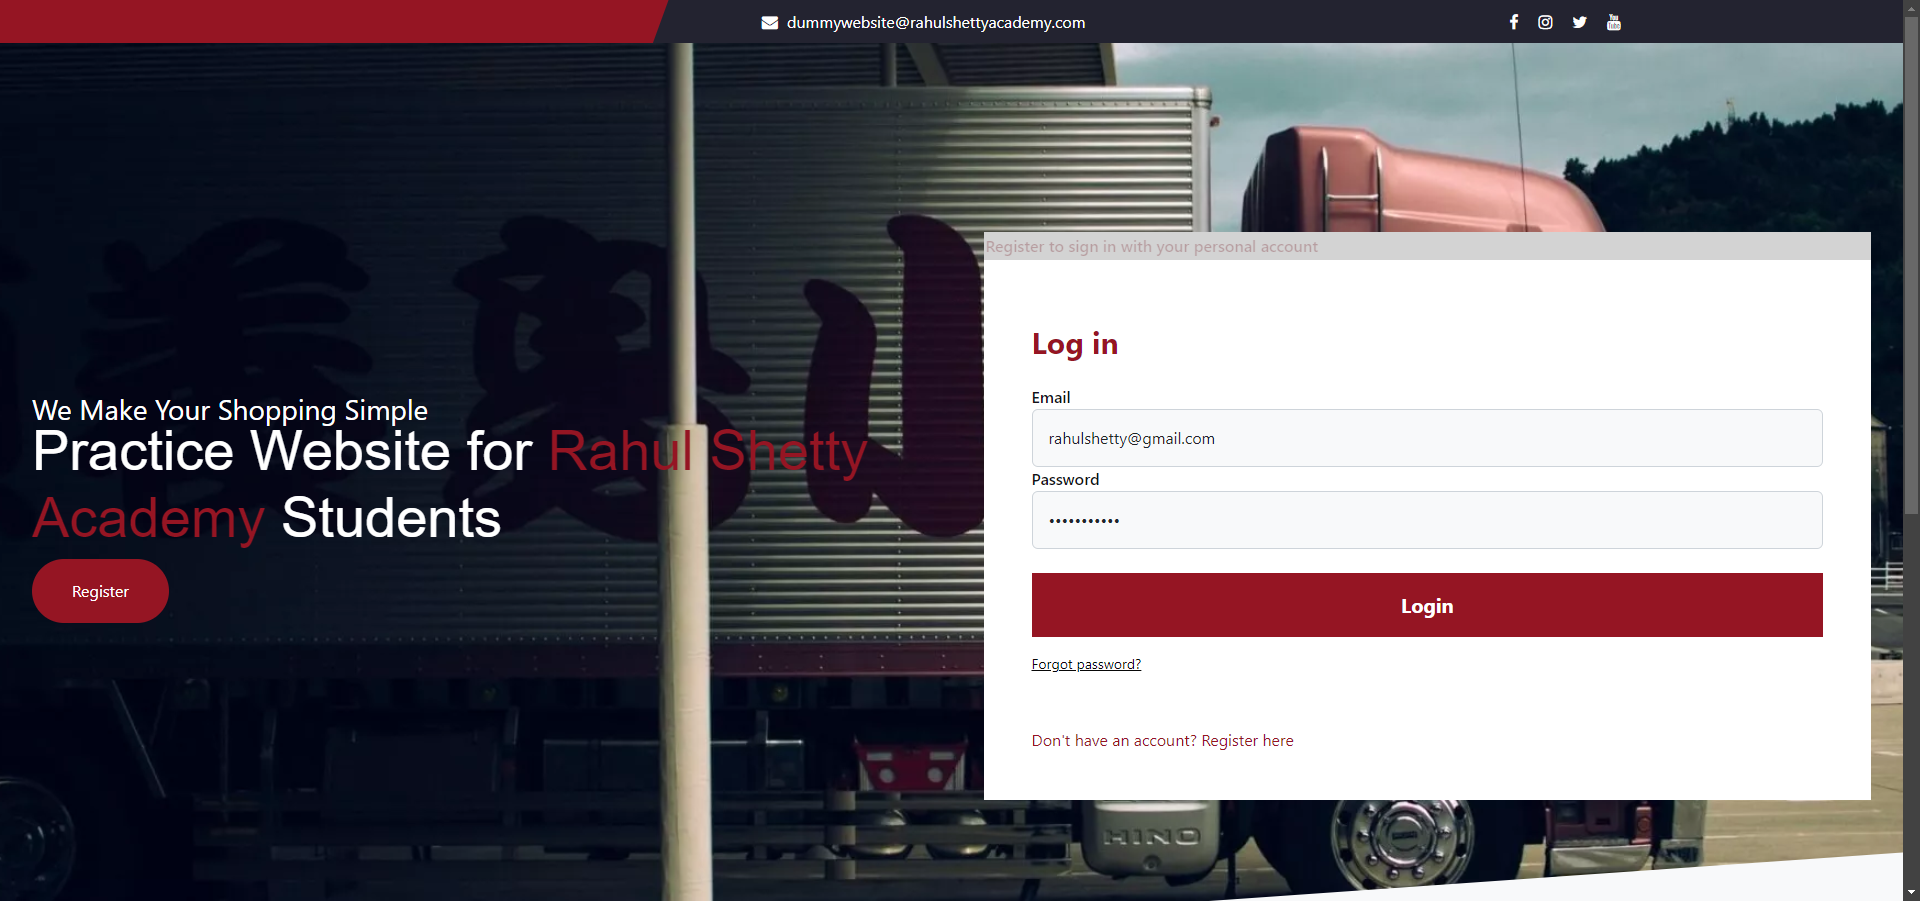 dummywebsite@rahulshettyacademy.com
Register to sign in with your personal account
We Make Your Shopping Simple
Practice Website for Rahul Shetty
Academy Students
Register
Log in
Email
rahulshetty@gmail.com
Password
•••••••••••
Login
Forgot password?
Don't have an account? Register here
HINO